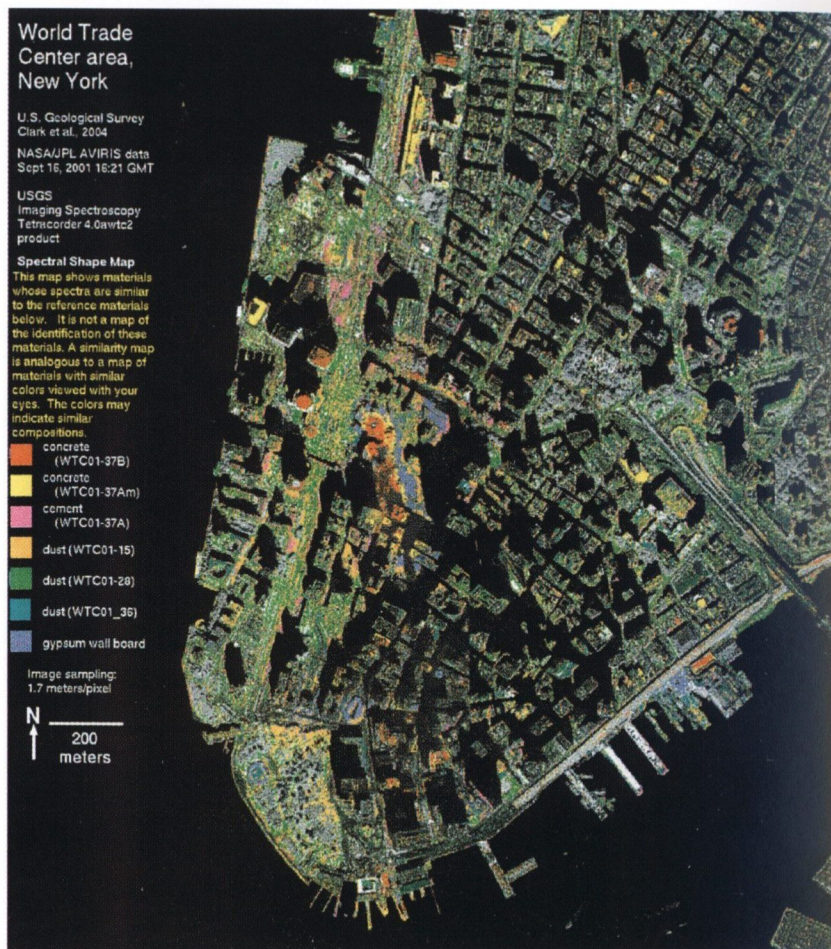 World Trade
Center area,
New York
U.S. Geological Survey
Clark et al., 2004
NASA/JPL AVIRIS data
Sept 16, 2001 16:21 GMT
USGS
Imaging Spectroscopy
Tetracorder 4.0awtc2
product
Spectral Shape Map
This map shows materials
whose spectra are similar
to the reference materials
below. It is not a map of
the identification of these
materials. A similarity map
is analogous to a map of
materials with similar
colors viewed with your
eyes. The colors may
indicate similar
compositions.
concrete
(WTC01-37B)
concrete
(WTC01-37Am)
cement
(WTC01-37A)
dust (WTC01-15)
dust (WTC01-28)
dust (WTC01_36)
gypsum wall board
Image sampling:
1.7 meters/pixel
N
200
meters